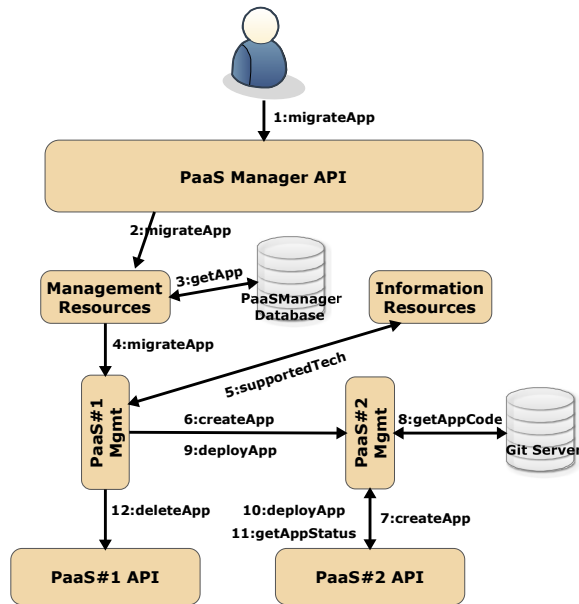 1:migrateApp
PaaS Manager API
2:migrateApp
3:getApp
Management
Resources
PaaSManager
Database
Information
Resources
4:migrateApp
5:supportedTech
PaaS#1
Mgmt
6:createApp
9:deployApp
PaaS#2
Mgmt
8:getAppCode
Git Server
12:deleteApp
10:deployApp
11:getAppStatus
7:createApp
PaaS#1 API
PaaS#2 API